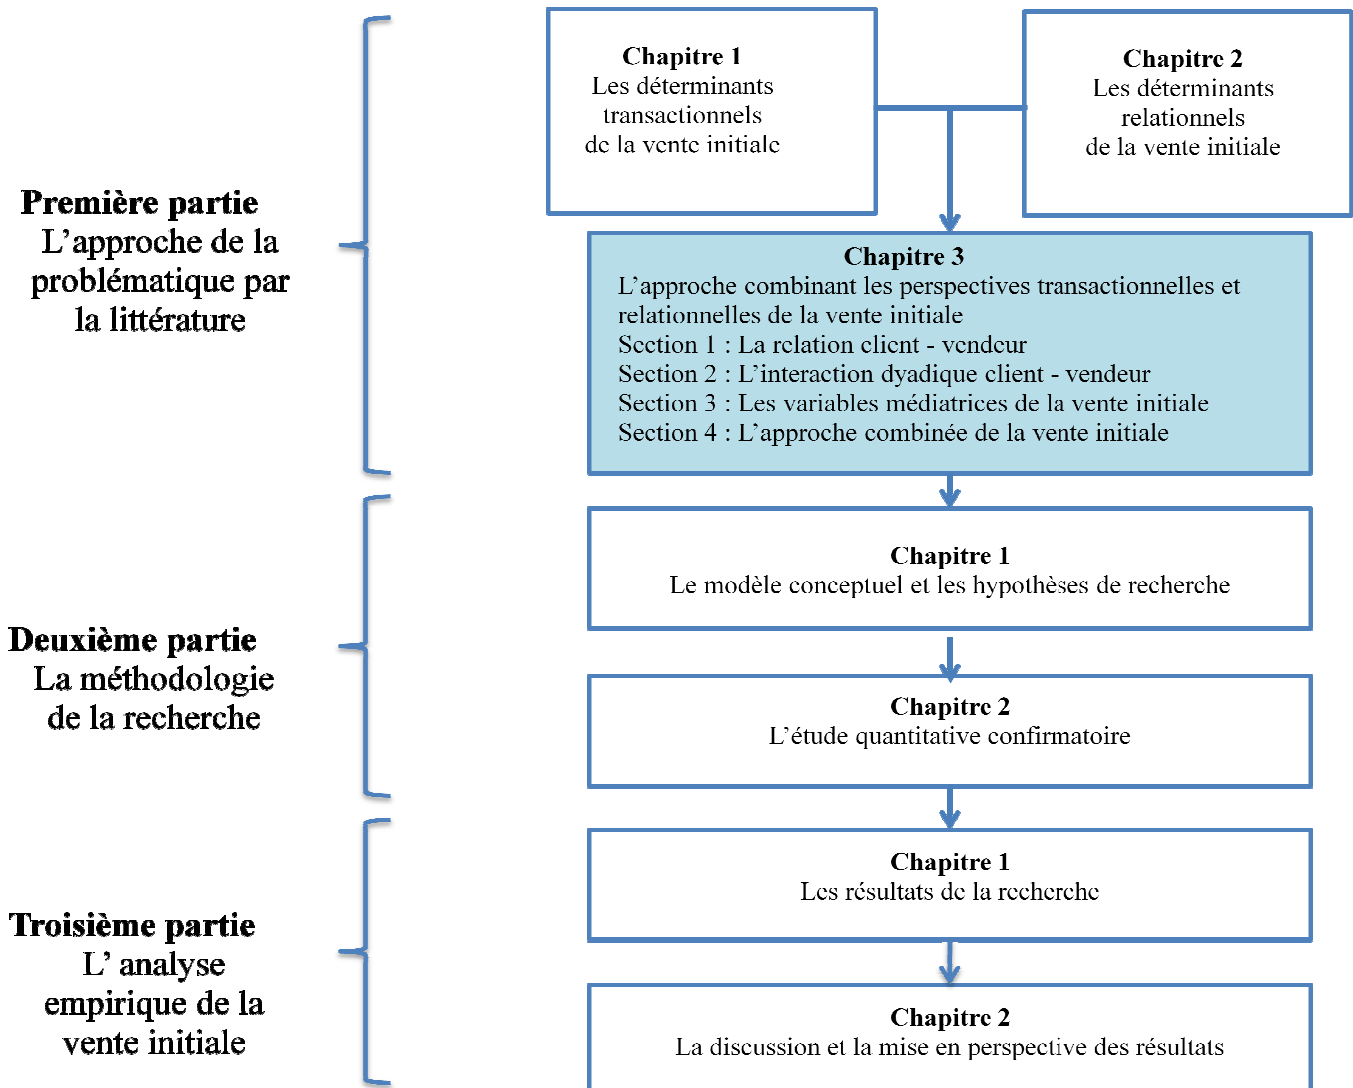 Première partie
L’approche de la
problématique par
la littérature
Chapitre 1
Les déterminants
transactionnels
de la vente initiale
Chapitre 2
Les déterminants
relationnels
de la vente initiale
Chapitre 3
L’approche combinant les perspectives transactionnelles et
relationnelles de la vente initiale
Section 1 : La relation client - vendeur
Section 2 : L’interaction dyadique client - vendeur
Section 3 : Les variables médiatrices de la vente initiale
Section 4 : L’approche combinée de la vente initiale
Deuxième partie
La méthodologie
de la recherche
Chapitre 1
Le modèle conceptuel et les hypothèses de recherche
Chapitre 2
L’étude quantitative confirmatoire
Troisième partie
L’ analyse
empirique de la
vente initiale
Chapitre 1
Les résultats de la recherche
Chapitre 2
La discussion et la mise en perspective des résultats